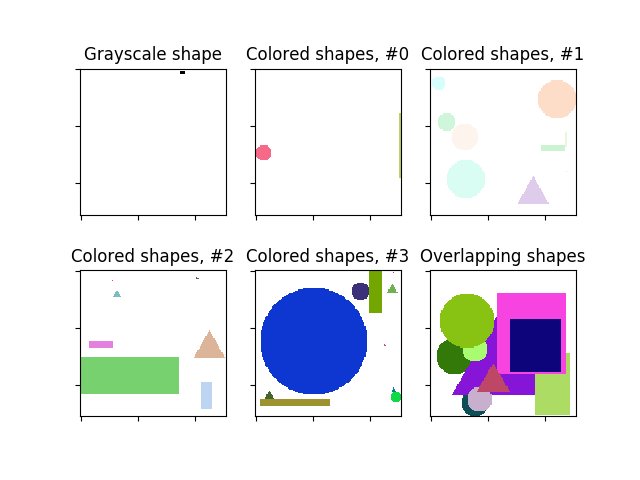 Grayscale shape
Colored shapes, #0
Colored shapes, #1
Colored shapes, #2
Colored shapes, #3
Overlapping shapes